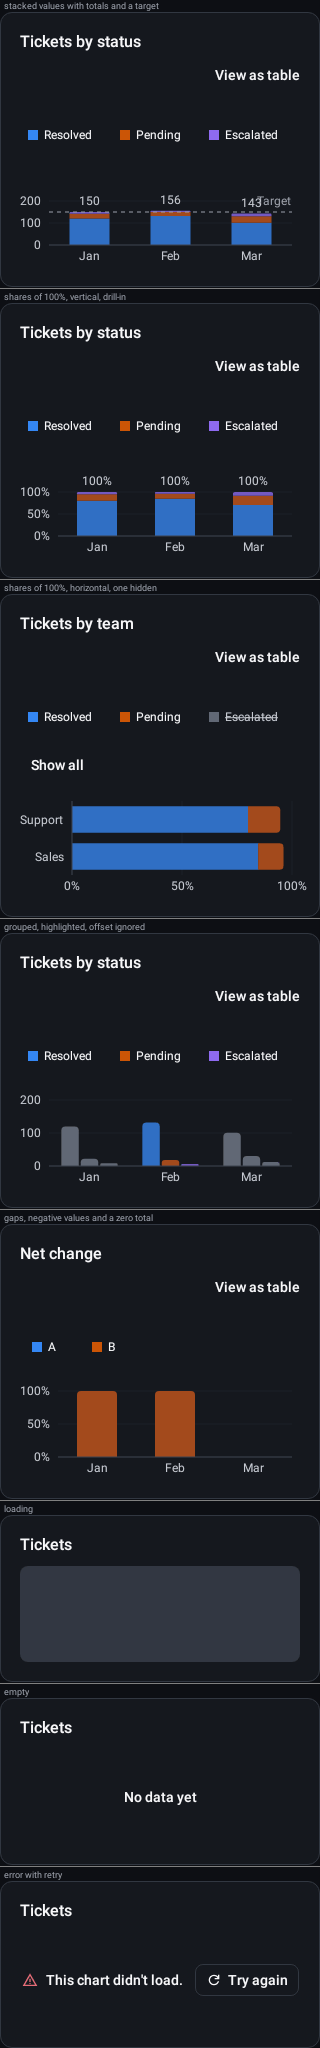 stacked values with totals and a target
Tickets by status
View as table
Resolved Pending Escalated
200 150 156 143 Target
100
0
Jan Feb Mar
shares of 100%, vertical, drill-in
Tickets by status
View as table
Resolved Pending Escalated
100% 100% 100%
100%
50%
0%
Jan Feb Mar
shares of 100%, horizontal, one hidden
Tickets by team
View as table
Resolved Pending Escalated
Show all
Support
Sales
0% 50% 100%
grouped, highlighted, offset ignored
Tickets by status
View as table
Resolved Pending Escalated
200
100
0
Jan Feb Mar
gaps, negative values and a zero total
Net change
View as table
A B
100%
50%
0%
Jan Feb Mar
loading
Tickets
empty
Tickets
No data yet
error with retry
Tickets
This chart didn't load. Try again